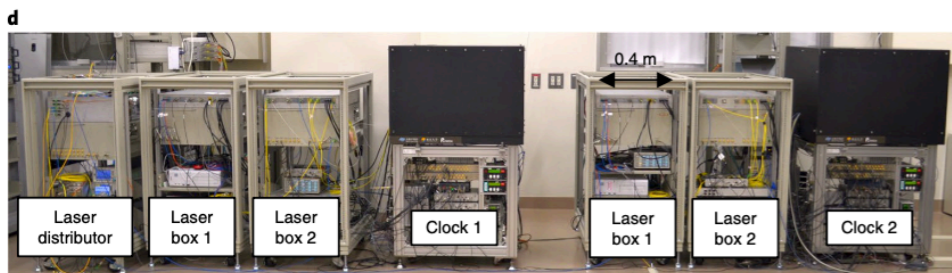 d
0.4 m
Laser
distributor
Laser
box 1
Laser
box 2
Clock 1
Laser
box 1
Laser
box 2
Clock 2